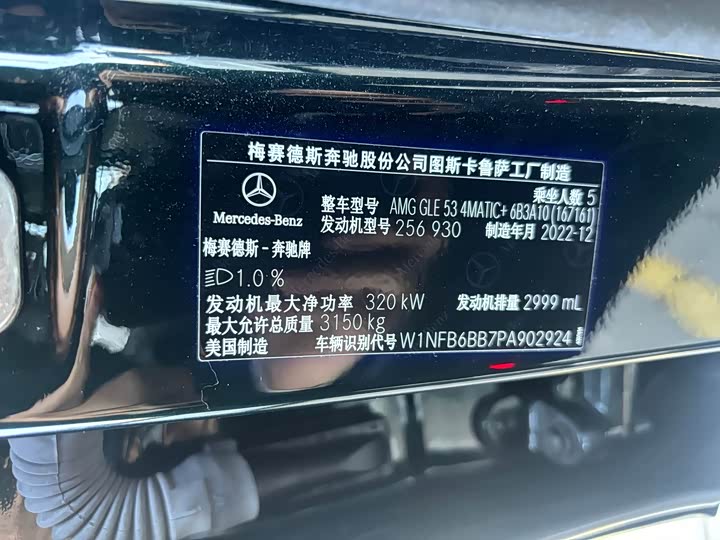 梅赛德斯奔驰股份公司图斯卡鲁萨工厂制造
乘坐人数 5
Mercedes-Benz
整车型号 AMG GLE 53 4MATIC+ 6B3A10 (167161)
发动机型号 256 930 制造年月 2022-12
梅赛德斯 - 奔驰牌
1.0 %
发动机最大净功率 320 kW 发动机排量 2999 mL
最大允许总质量 3150 kg
美国制造 车辆识别代号 W1NFB6BB7PA902924